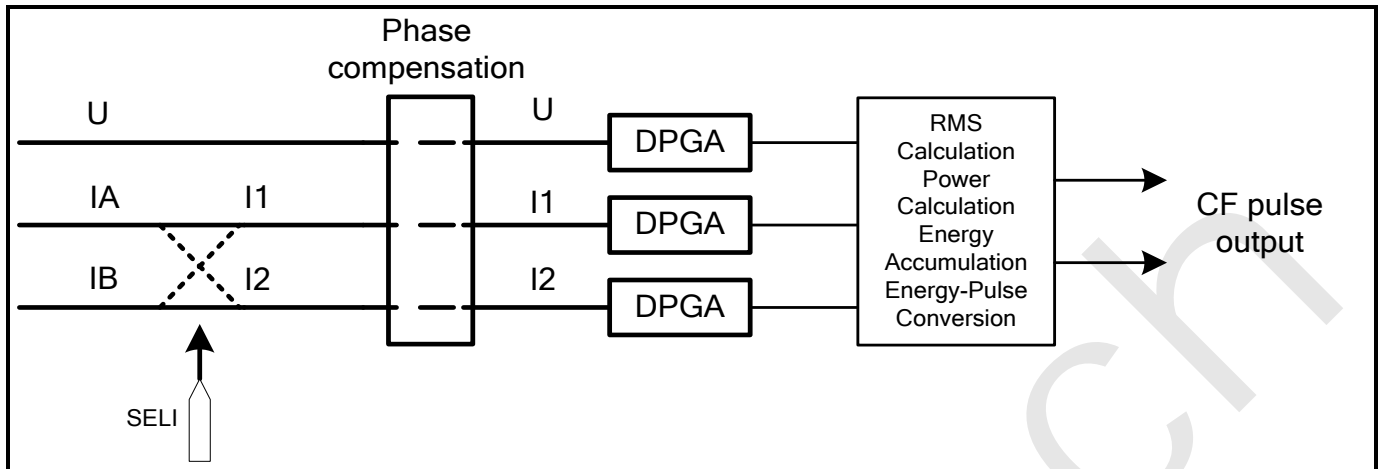 Phase
compensation
U
U
DPGA
IA
I1
I1
DPGA
IB
I2
I2
DPGA
RMS
Calculation
Power
Calculation
Energy
Accumulation
Energy-Pulse
Conversion
CF pulse
output
SELI
ch